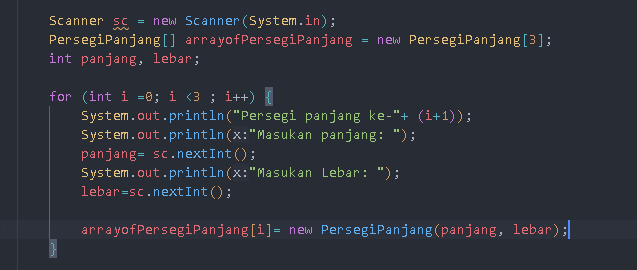 Scanner sc = new Scanner(System.in);
PersegiPanjang[] arrayofPersegiPanjang = new PersegiPanjang[3];
int panjang, lebar;
for (int i =0; i <3 ; i++) {
System.out.println("Persegi panjang ke-"+ (i+1));
System.out.println(x:"Masukan panjang: ");
panjang= sc.nextInt();
System.out.println(x:"Masukan Lebar: ");
lebar=sc.nextInt();
arrayofPersegiPanjang[i]= new PersegiPanjang(panjang, lebar);
}